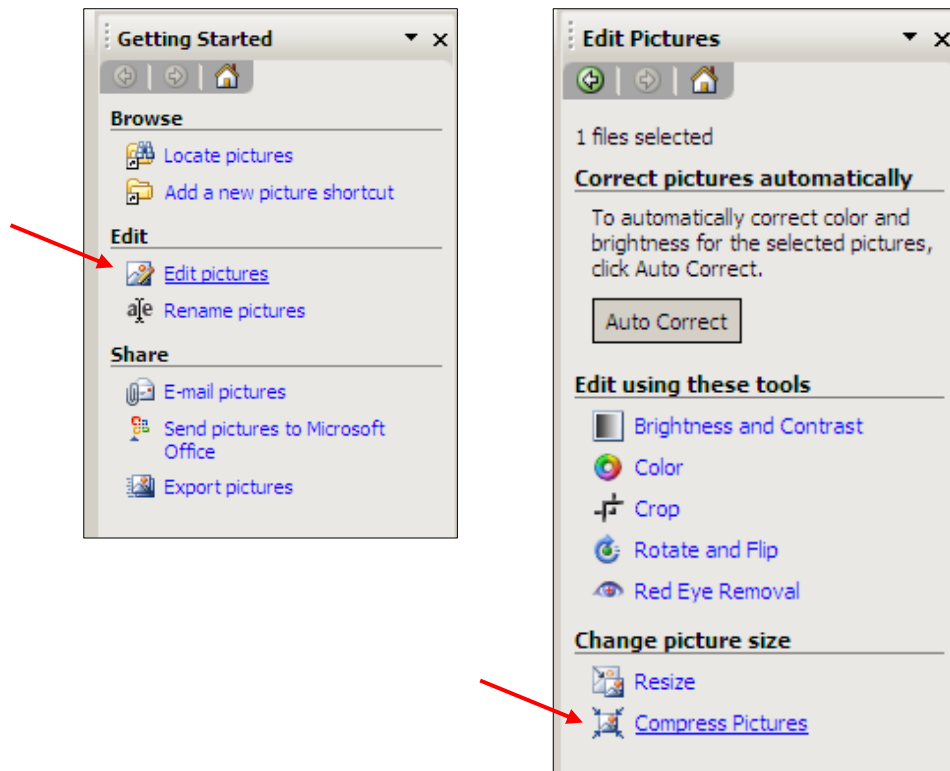 Getting Started
Browse
Locate pictures
Add a new picture shortcut
Edit
Edit pictures
Rename pictures
Share
E-mail pictures
Send pictures to Microsoft
Office
Export pictures
Edit Pictures
1 files selected
Correct pictures automatically
To automatically correct color and
brightness for the selected pictures,
click Auto Correct.
Auto Correct
Edit using these tools
Brightness and Contrast
Color
Crop
Rotate and Flip
Red Eye Removal
Change picture size
Resize
Compress Pictures